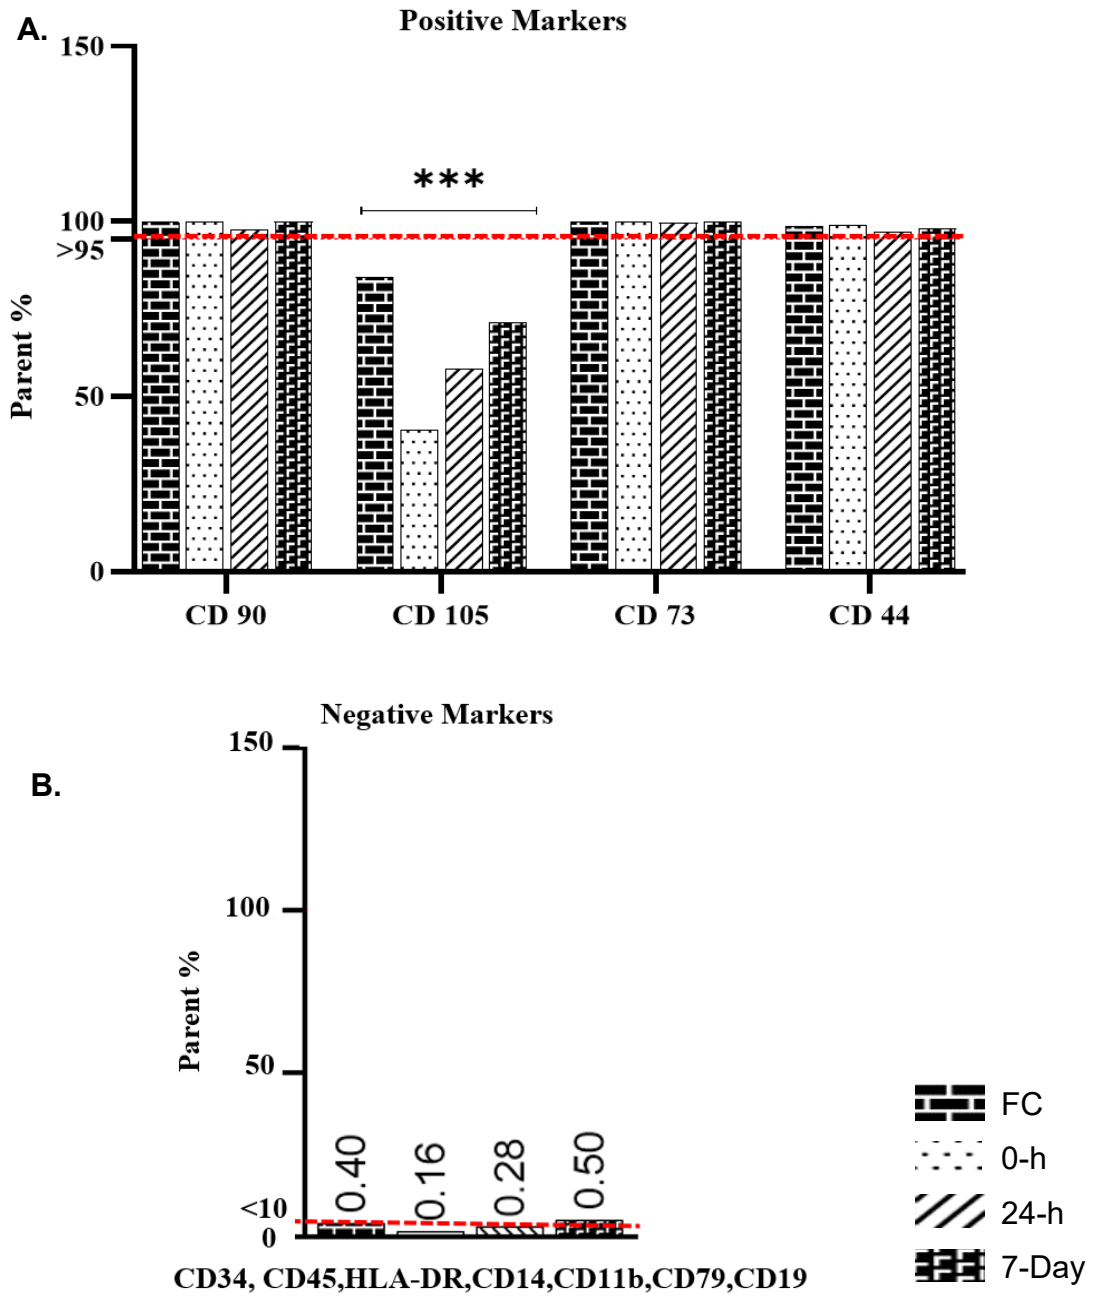 A.
Positive Markers
150
***
100
>95
50
0
Parent %
CD 90 CD 105 CD 73 CD 44
Negative Markers
B.
150
100
50
<10
0
Parent %
0.40 0.16 0.28 0.50
CD34, CD45,HLA-DR,CD14,CD11b,CD79,CD19
FC
0-h
24-h
7-Day